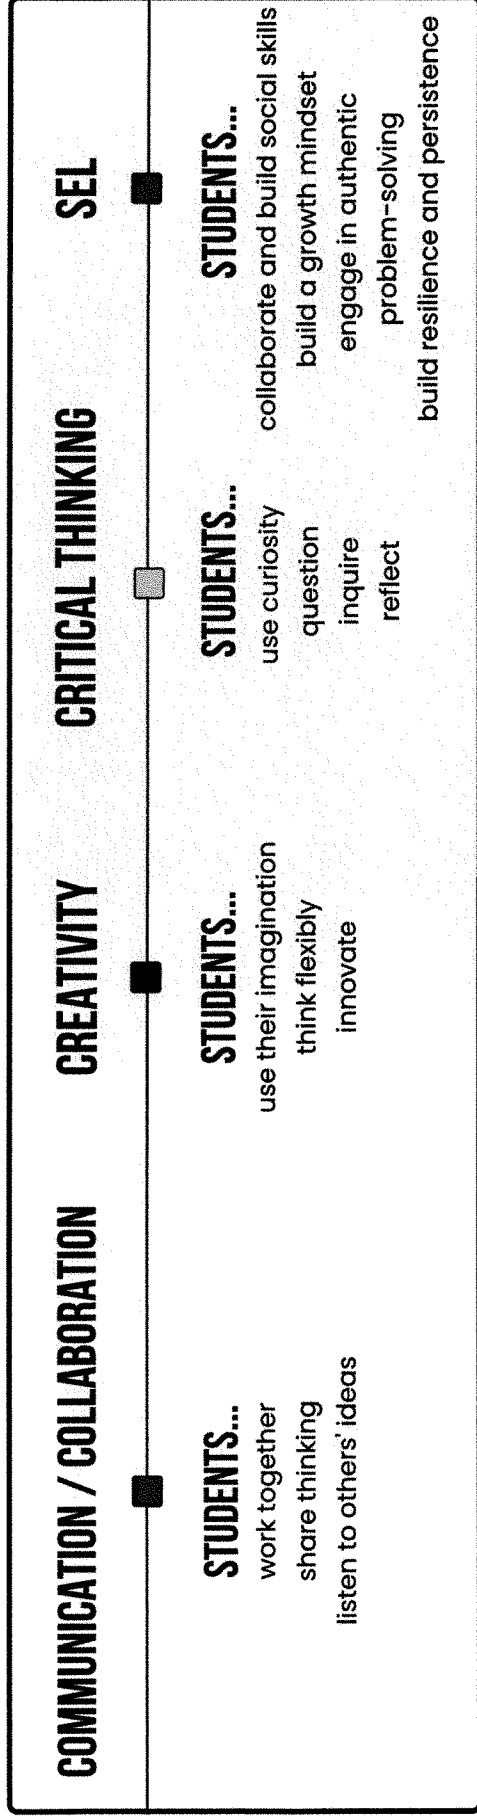 COMMUNICATION / COLLABORATION
STUDENTS...
work together
share thinking
listen to others' ideas
CREATIVITY
STUDENTS...
use their imagination
think flexibly
innovate
CRITICAL THINKING
STUDENTS...
use curiosity
question
inquire
reflect
SEL
STUDENTS...
collaborate and build social skills
build a growth mindset
engage in authentic
problem-solving
build resilience and persistence